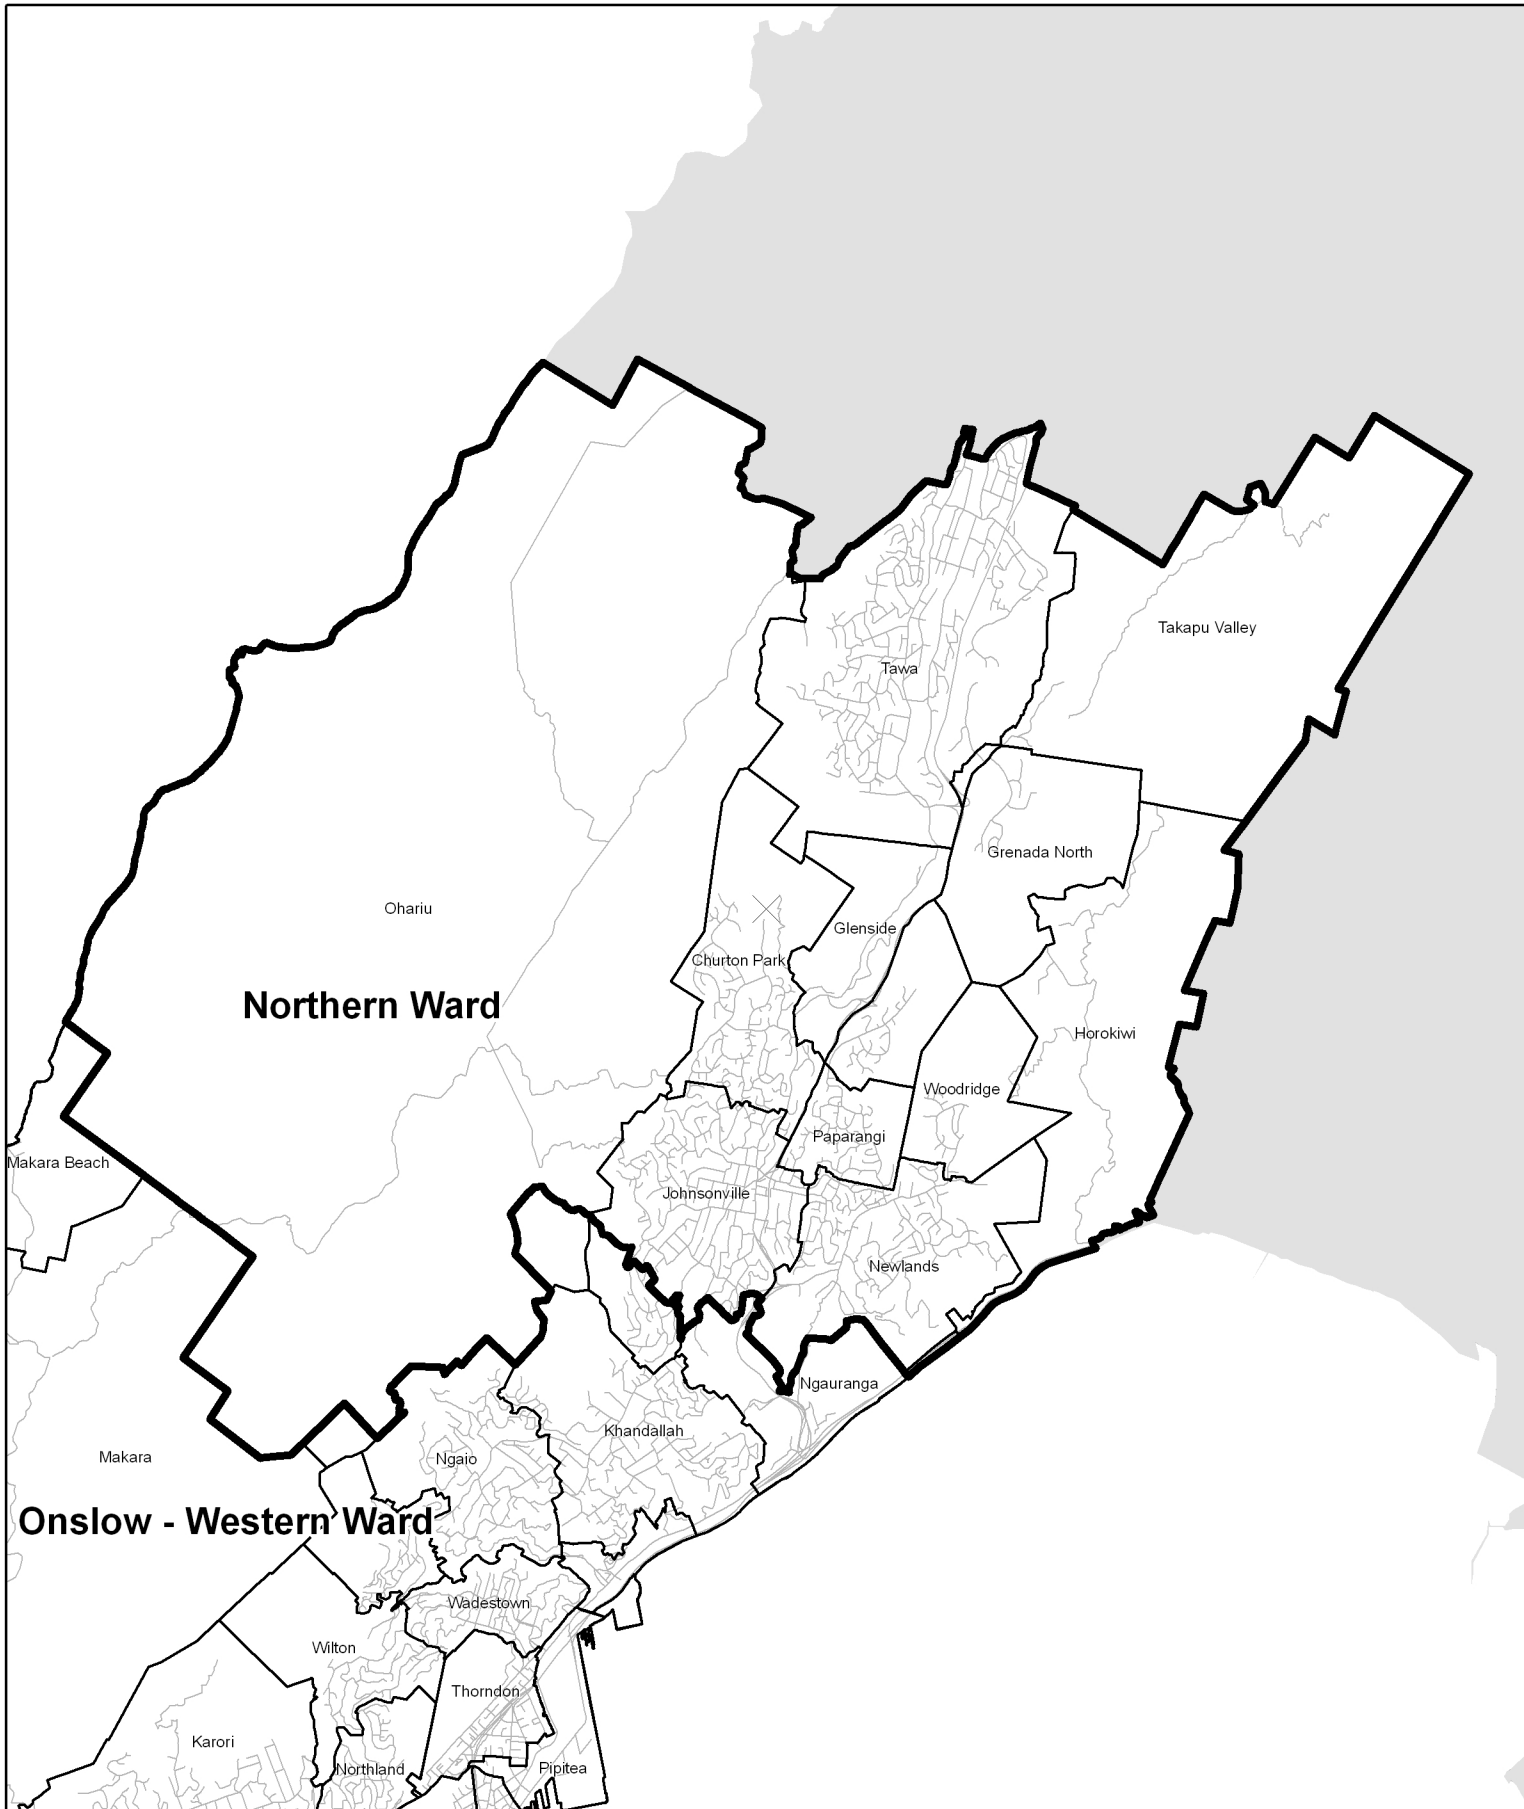 Takapu Valley
Tawa
Grenada North
Ohariu
Glenside
Churton Park
Northern Ward
Horokiwi
Woodridge
Paparangi
Makara Beach
Johnsonville
Newlands
Ngauranga
Khandallah
Makara
Ngaio
Onslow - Western Ward
Wadestown
Wilton
Thorndon
Karori
Northland
Pipitea